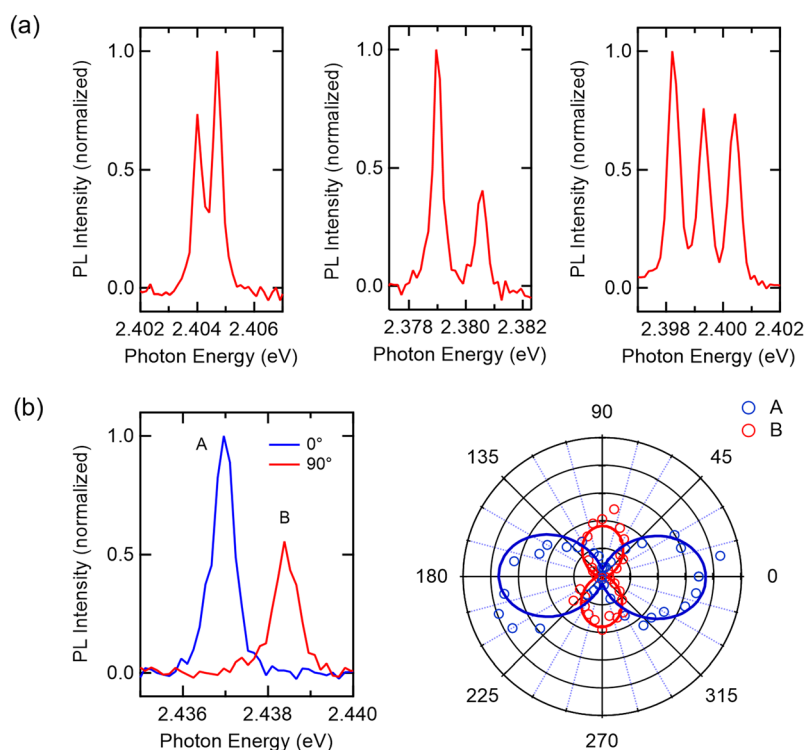 (a)
PL Intensity (normalized)
1.0
0.5
0.0
2.402 2.404 2.406
Photon Energy (eV)
PL Intensity (normalized)
1.0
0.5
0.0
2.378 2.380 2.382
Photon Energy (eV)
PL Intensity (normalized)
1.0
0.5
0.0
2.398 2.400 2.402
Photon Energy (eV)
(b)
PL Intensity (normalized)
1.0
0.5
0.0
A
B
0°
90°
2.436 2.438 2.440
Photon Energy (eV)
A
B
90
135 45
180 0
225 315
270